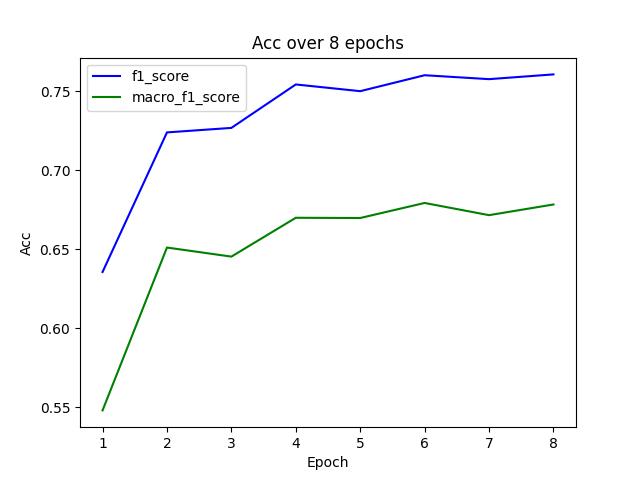 Acc over 8 epochs
f1_score
macro_f1_score
0.75
0.70
0.65
0.60
0.55
Acc
1 2 3 4 5 6 7 8
Epoch